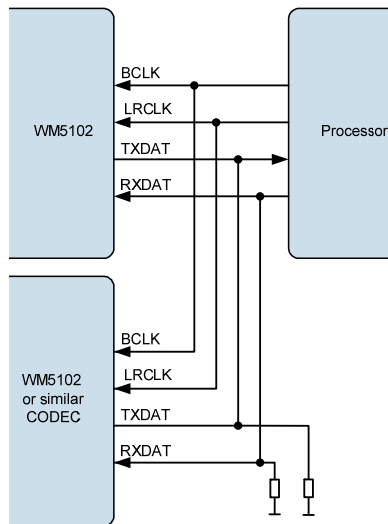 BCLK
LRCLK
WM5102
Processor
TXDAT
RXDAT
BCLK
LRCLK
WM5102
or similar
CODEC
TXDAT
RXDAT